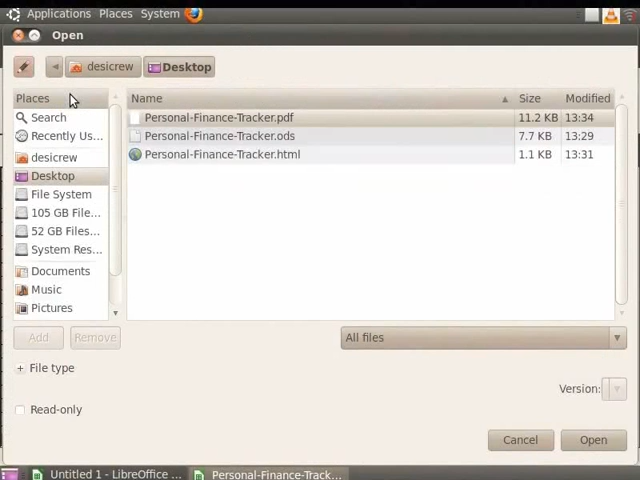 Applications Places System
Open
desicrew Desktop
Places
Search
Recently Us...
desicrew
Desktop
File System
105 GB File...
52 GB Files...
System Res...
Documents
Music
Pictures
Name Size Modified
Personal-Finance-Tracker.pdf 11.2 KB 13:34
Personal-Finance-Tracker.ods 7.7 KB 13:29
Personal-Finance-Tracker.html 1.1 KB 13:31
Add Remove All files
File type
Version:
Read-only
Cancel Open
Untitled 1 - LibreOffice ... Personal-Finance-Track...